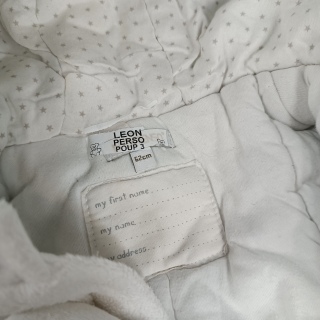 LEON
PERSO
POUP 3
62cm
my first name
my name
address